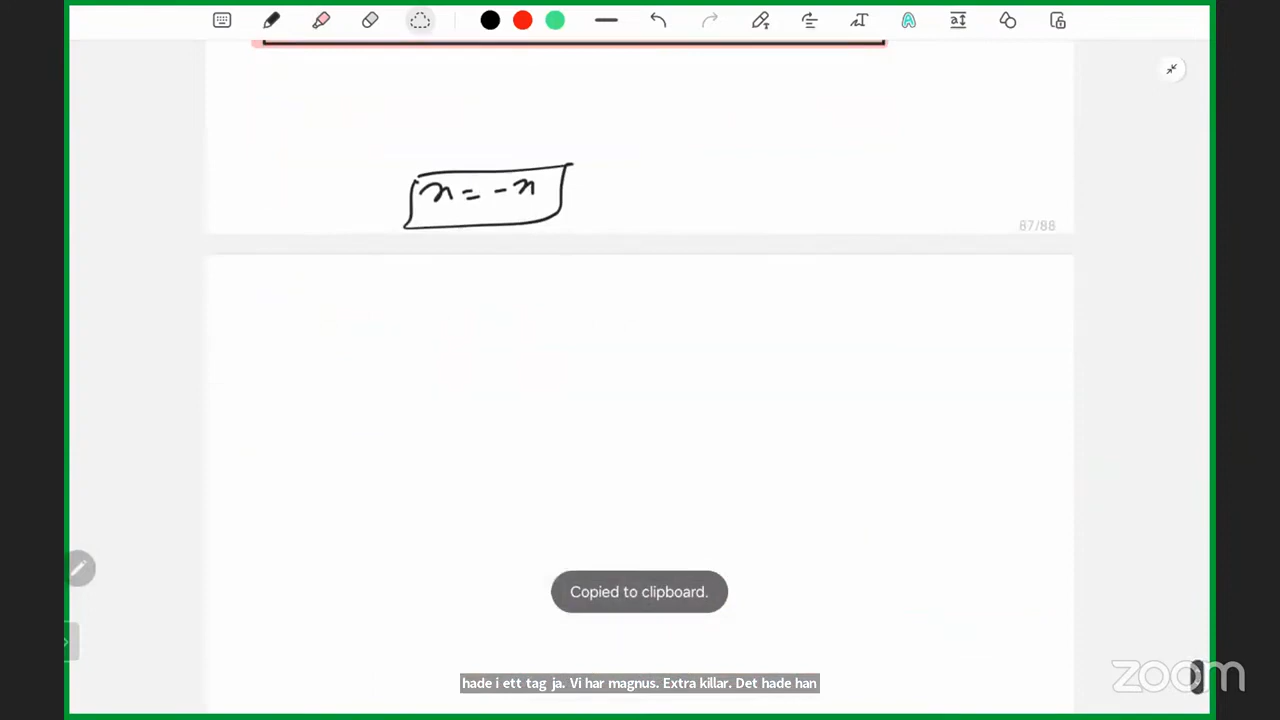 x = -x
87/88
Copied to clipboard.
hade i ett tag ja. Vi har magnus. Extra killar. Det hade han
zoom